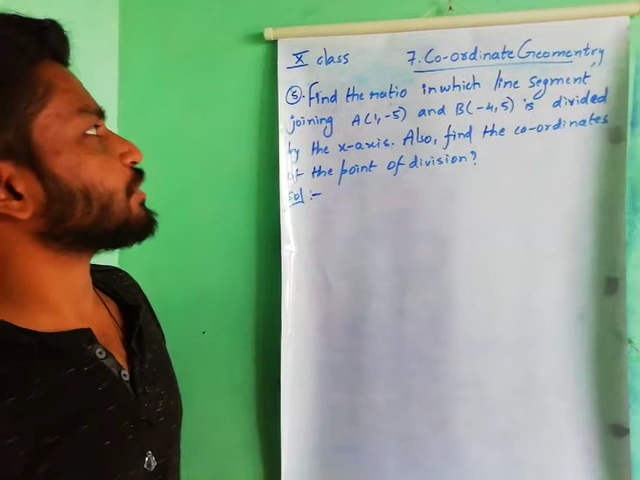 X class 7. Co-ordinate Geomentry
5. Find the ratio in which line segment
joining A(1,-5) and B(-4,5) is divided
by the x-axis. Also, find the co-ordinates
of the point of division?
Sol :-